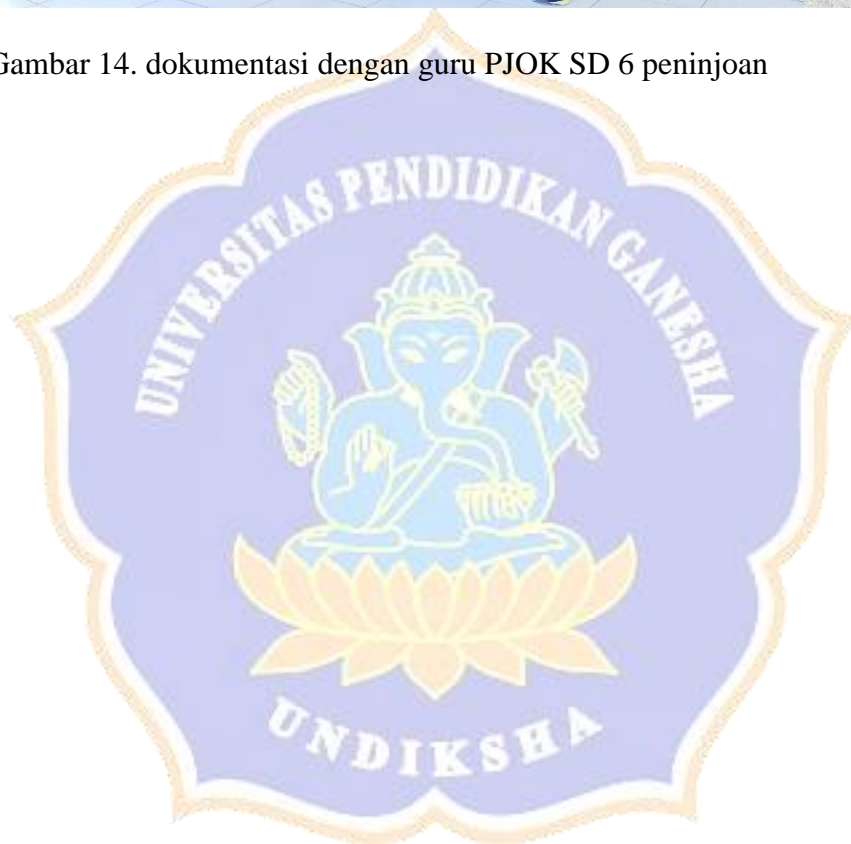 Gambar 14. dokumentasi dengan guru PJOK SD 6 peninjoan
UNIVERSITAS PENDIDIKAN GANESHA
UNDIKSHA